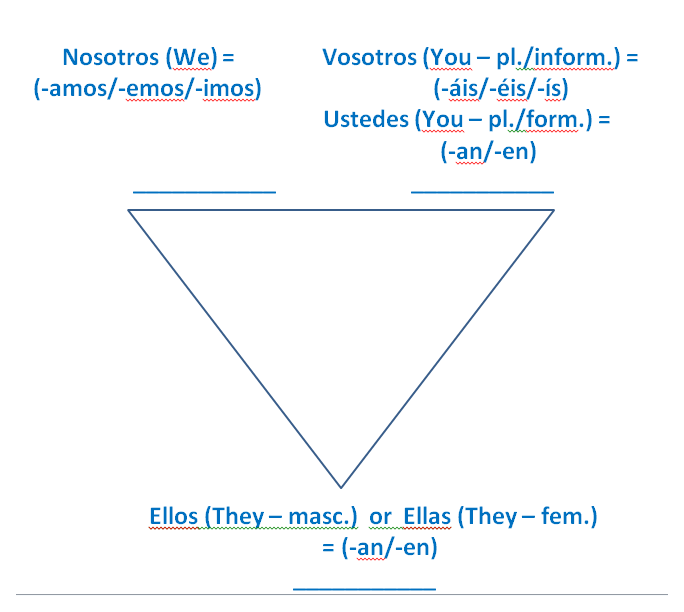 Nosotros (We) =
(-amos/-emos/-imos)
Vosotros (You – pl./inform.) =
(-áis/-éis/-ís)
Ustedes (You – pl./form.) =
(-an/-en)
Ellos (They – masc.) or Ellas (They – fem.)
= (-an/-en)